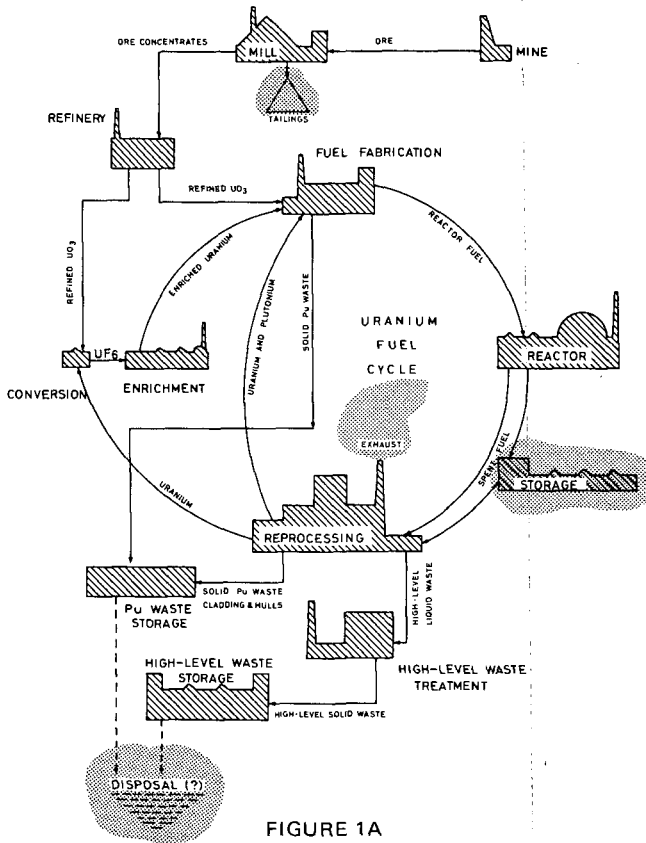 ORE CONCENTRATES
MILL
ORE
MINE
TAILINGS
REFINERY
FUEL FABRICATION
REFINED UO3
REFINED UO3
ENRICHED URANIUM
URANIUM AND PLUTONIUM
SOLID Pu WASTE
REACTOR FUEL
URANIUM
FUEL
CYCLE
UF6
REACTOR
CONVERSION
ENRICHMENT
EXHAUST
SPENT FUEL
STORAGE
URANIUM
REPROCESSING
SOLID Pu WASTE
CLADDING & HULLS
HIGH-LEVEL
LIQUID WASTE
Pu WASTE
STORAGE
HIGH-LEVEL WASTE
STORAGE
HIGH-LEVEL WASTE
TREATMENT
HIGH-LEVEL SOLID WASTE
DISPOSAL (?)
FIGURE 1A